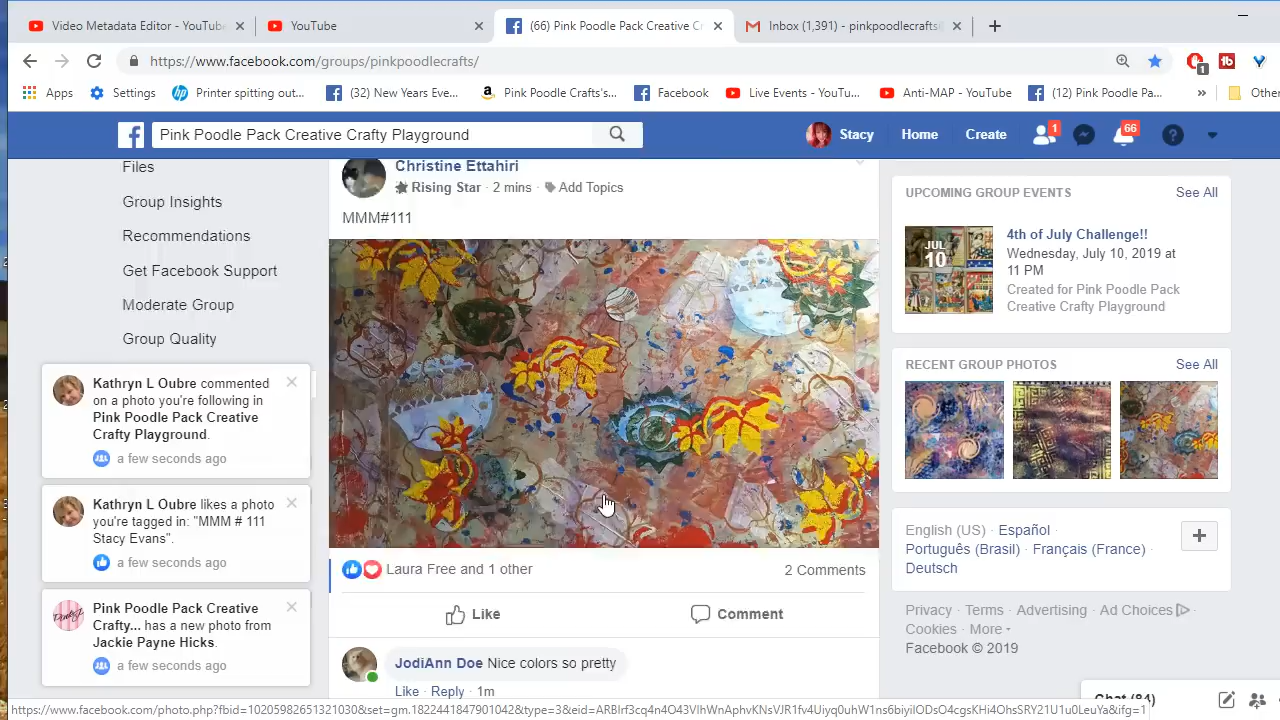 Video Metadata Editor - YouTube
YouTube
(66) Pink Poodle Pack Creative Cr
Inbox (1,391) - pinkpoodlecrafts@
https://www.facebook.com/groups/pinkpoodlecrafts/
1
Apps
Settings
Printer spitting out...
(32) New Years Eve...
Pink Poodle Crafts's...
Facebook
Live Events - YouTu...
Anti-MAP - YouTube
(12) Pink Poodle Pa...
»
Other
Pink Poodle Pack Creative Crafty Playground
Stacy
Home
Create
1
66
Files
Group Insights
Recommendations
Get Facebook Support
Moderate Group
Group Quality
Kathryn L Oubre commented
on a photo you're following in
Pink Poodle Pack Creative
Crafty Playground.
a few seconds ago
Kathryn L Oubre likes a photo
you're tagged in: "MMM # 111
Stacy Evans".
a few seconds ago
Pink Poodle Pack Creative
Crafty... has a new photo from
Jackie Payne Hicks.
a few seconds ago
Christine Ettahiri
Rising Star · 2 mins · Add Topics
MMM#111
Laura Free and 1 other
2 Comments
Like
Comment
JodiAnn Doe Nice colors so pretty
Like · Reply · 1m
UPCOMING GROUP EVENTS
See All
JUL
10
4th of July Challenge!!
Wednesday, July 10, 2019 at
11 PM
Created for Pink Poodle Pack
Creative Crafty Playground
RECENT GROUP PHOTOS
See All
English (US) · Español ·
Português (Brasil) · Français (France) ·
Deutsch
Privacy · Terms · Advertising · Ad Choices ·
Cookies · More
Facebook © 2019
Chat (84)